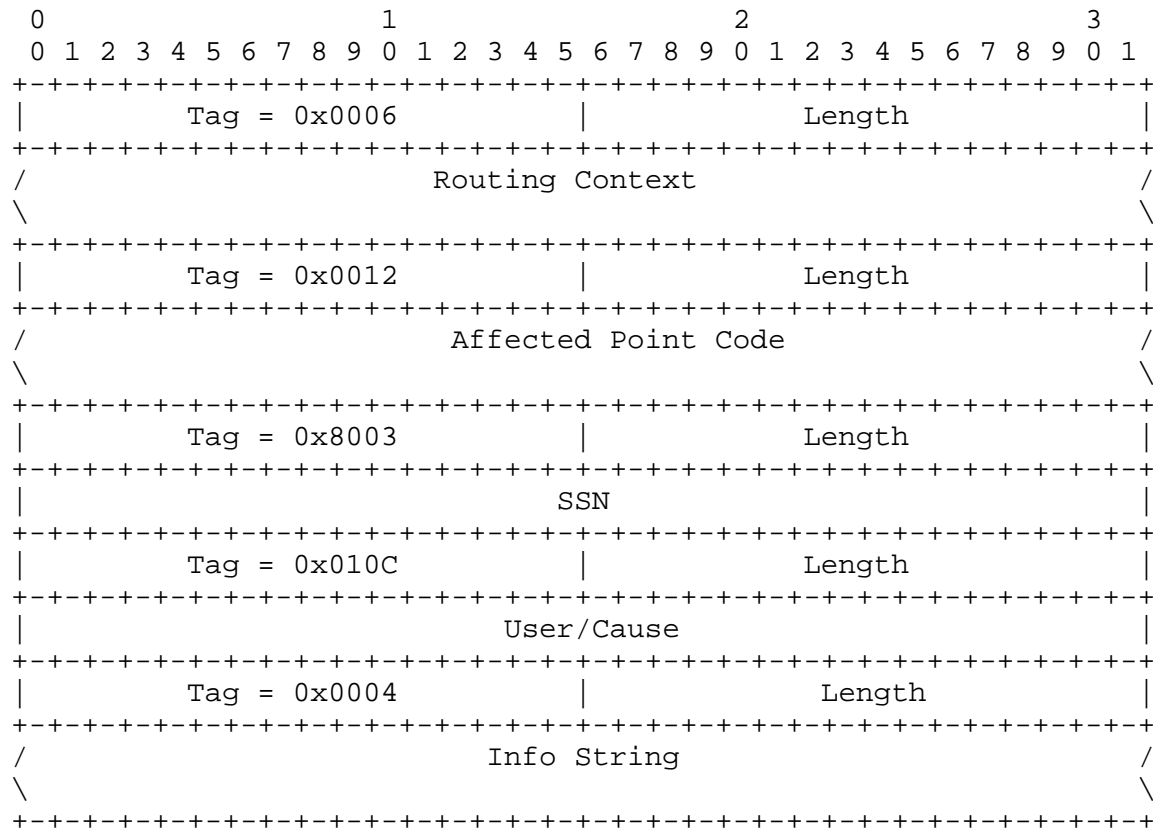 0                   1                   2                   3
 0 1 2 3 4 5 6 7 8 9 0 1 2 3 4 5 6 7 8 9 0 1 2 3 4 5 6 7 8 9 0 1
+-+-+-+-+-+-+-+-+-+-+-+-+-+-+-+-+-+-+-+-+-+-+-+-+-+-+-+-+-+-+-+-+
|         Tag = 0x0006          |            Length             |
+-+-+-+-+-+-+-+-+-+-+-+-+-+-+-+-+-+-+-+-+-+-+-+-+-+-+-+-+-+-+-+-+
/                       Routing Context                         /
\                                                               \
+-+-+-+-+-+-+-+-+-+-+-+-+-+-+-+-+-+-+-+-+-+-+-+-+-+-+-+-+-+-+-+-+
|         Tag = 0x0012          |            Length             |
+-+-+-+-+-+-+-+-+-+-+-+-+-+-+-+-+-+-+-+-+-+-+-+-+-+-+-+-+-+-+-+-+
/                        Affected Point Code                    /
\                                                               \
+-+-+-+-+-+-+-+-+-+-+-+-+-+-+-+-+-+-+-+-+-+-+-+-+-+-+-+-+-+-+-+-+
|         Tag = 0x8003          |            Length             |
+-+-+-+-+-+-+-+-+-+-+-+-+-+-+-+-+-+-+-+-+-+-+-+-+-+-+-+-+-+-+-+-+
|                              SSN                              |
+-+-+-+-+-+-+-+-+-+-+-+-+-+-+-+-+-+-+-+-+-+-+-+-+-+-+-+-+-+-+-+-+
|         Tag = 0x010C          |            Length             |
+-+-+-+-+-+-+-+-+-+-+-+-+-+-+-+-+-+-+-+-+-+-+-+-+-+-+-+-+-+-+-+-+
|                           User/Cause                          |
+-+-+-+-+-+-+-+-+-+-+-+-+-+-+-+-+-+-+-+-+-+-+-+-+-+-+-+-+-+-+-+-+
|         Tag = 0x0004          |             Length            |
+-+-+-+-+-+-+-+-+-+-+-+-+-+-+-+-+-+-+-+-+-+-+-+-+-+-+-+-+-+-+-+-+
/                          Info String                          /
\                                                               \
+-+-+-+-+-+-+-+-+-+-+-+-+-+-+-+-+-+-+-+-+-+-+-+-+-+-+-+-+-+-+-+-+